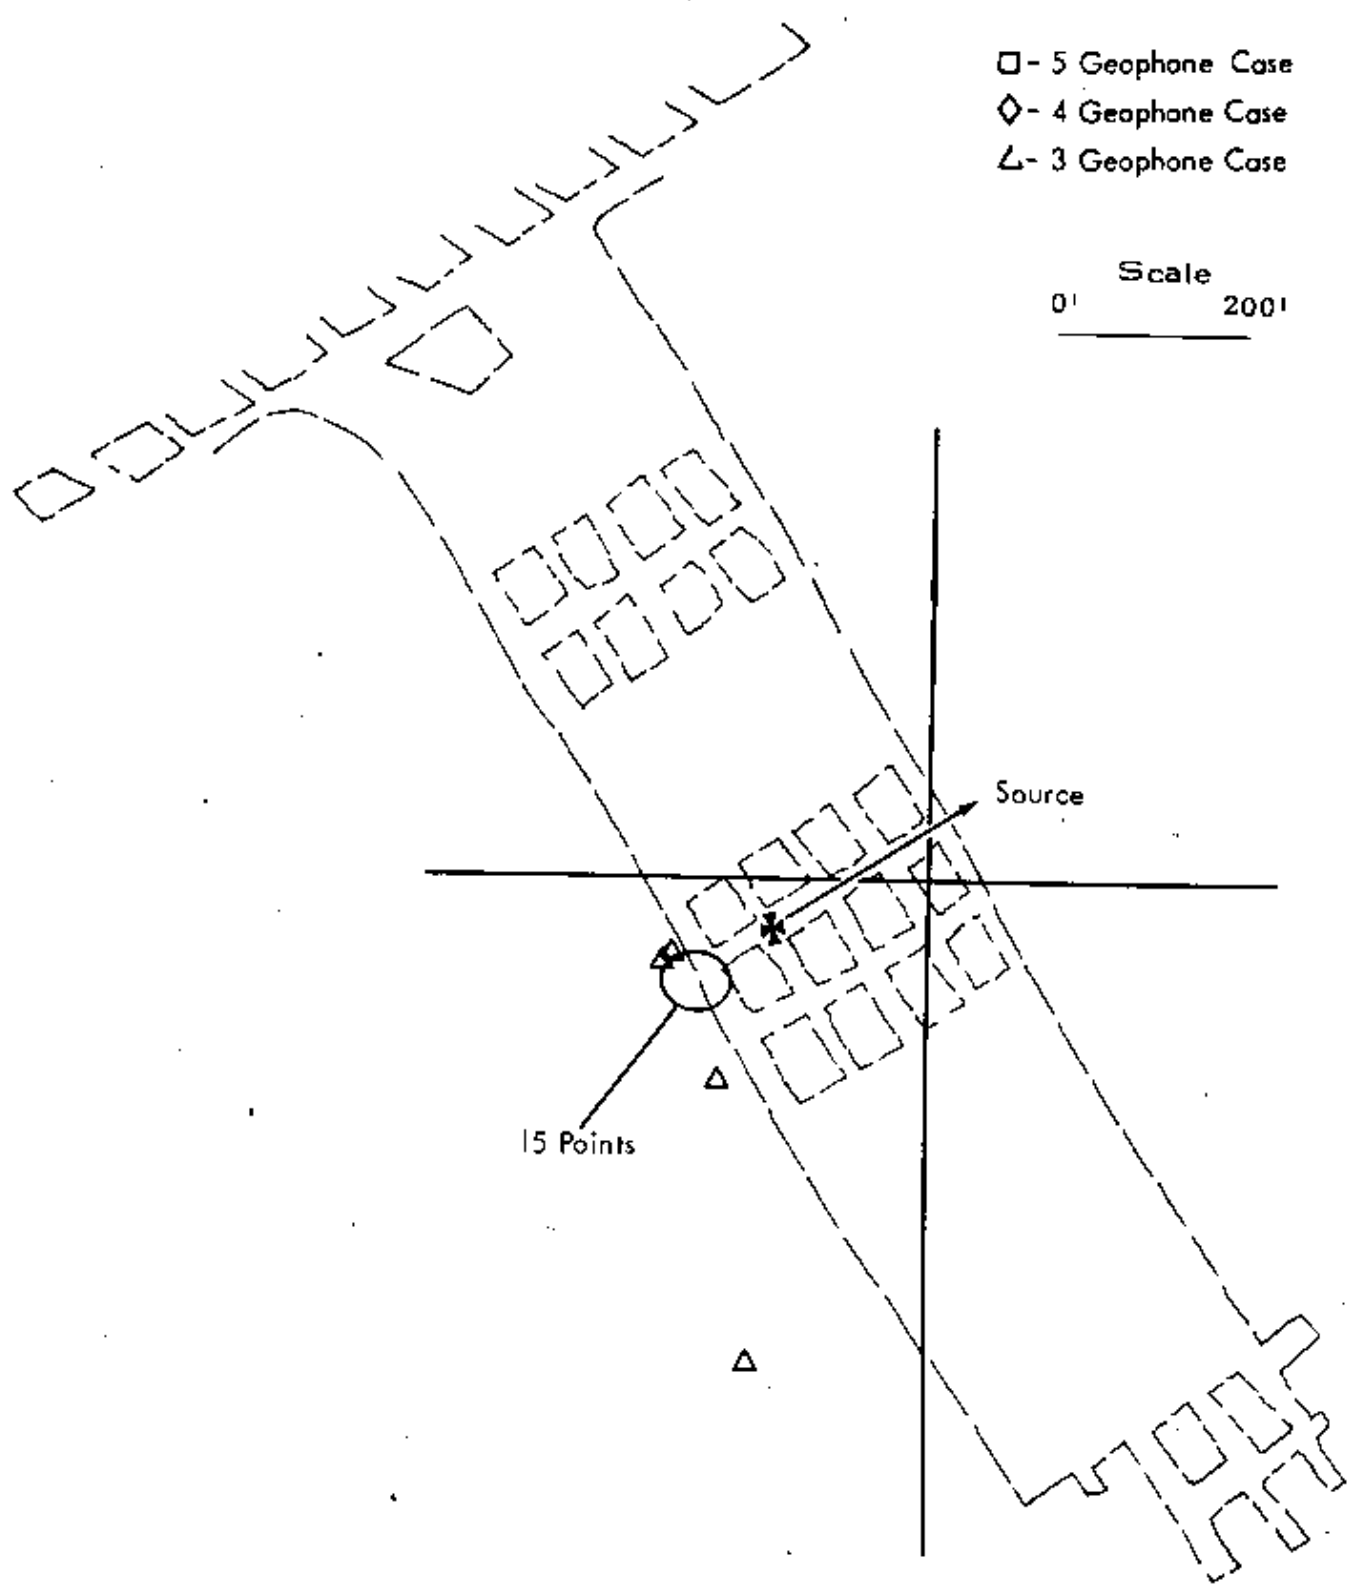 □- 5 Geophone Case
◊- 4 Geophone Case
△- 3 Geophone Case
Scale
0' 200'
Source
15 Points